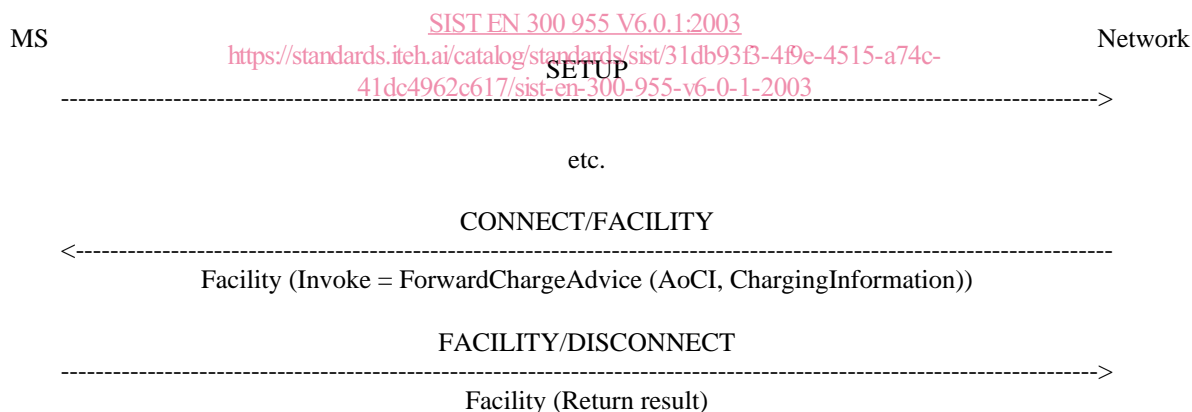 SIST EN 300 955 V6.0.1:2003
MS
Network
https://standards.iteh.ai/catalog/standards/sist/31db93f3-4f9e-4515-a74c-
SETUP
41dc4962c617/sist-en-300-955-v6-0-1-2003
-------------------------------------------------------------------------------------------------------------------->
etc.
CONNECT/FACILITY
<--------------------------------------------------------------------------------------------------------------------
Facility (Invoke = ForwardChargeAdvice (AoCI, ChargingInformation))
FACILITY/DISCONNECT
-------------------------------------------------------------------------------------------------------------------->
Facility (Return result)